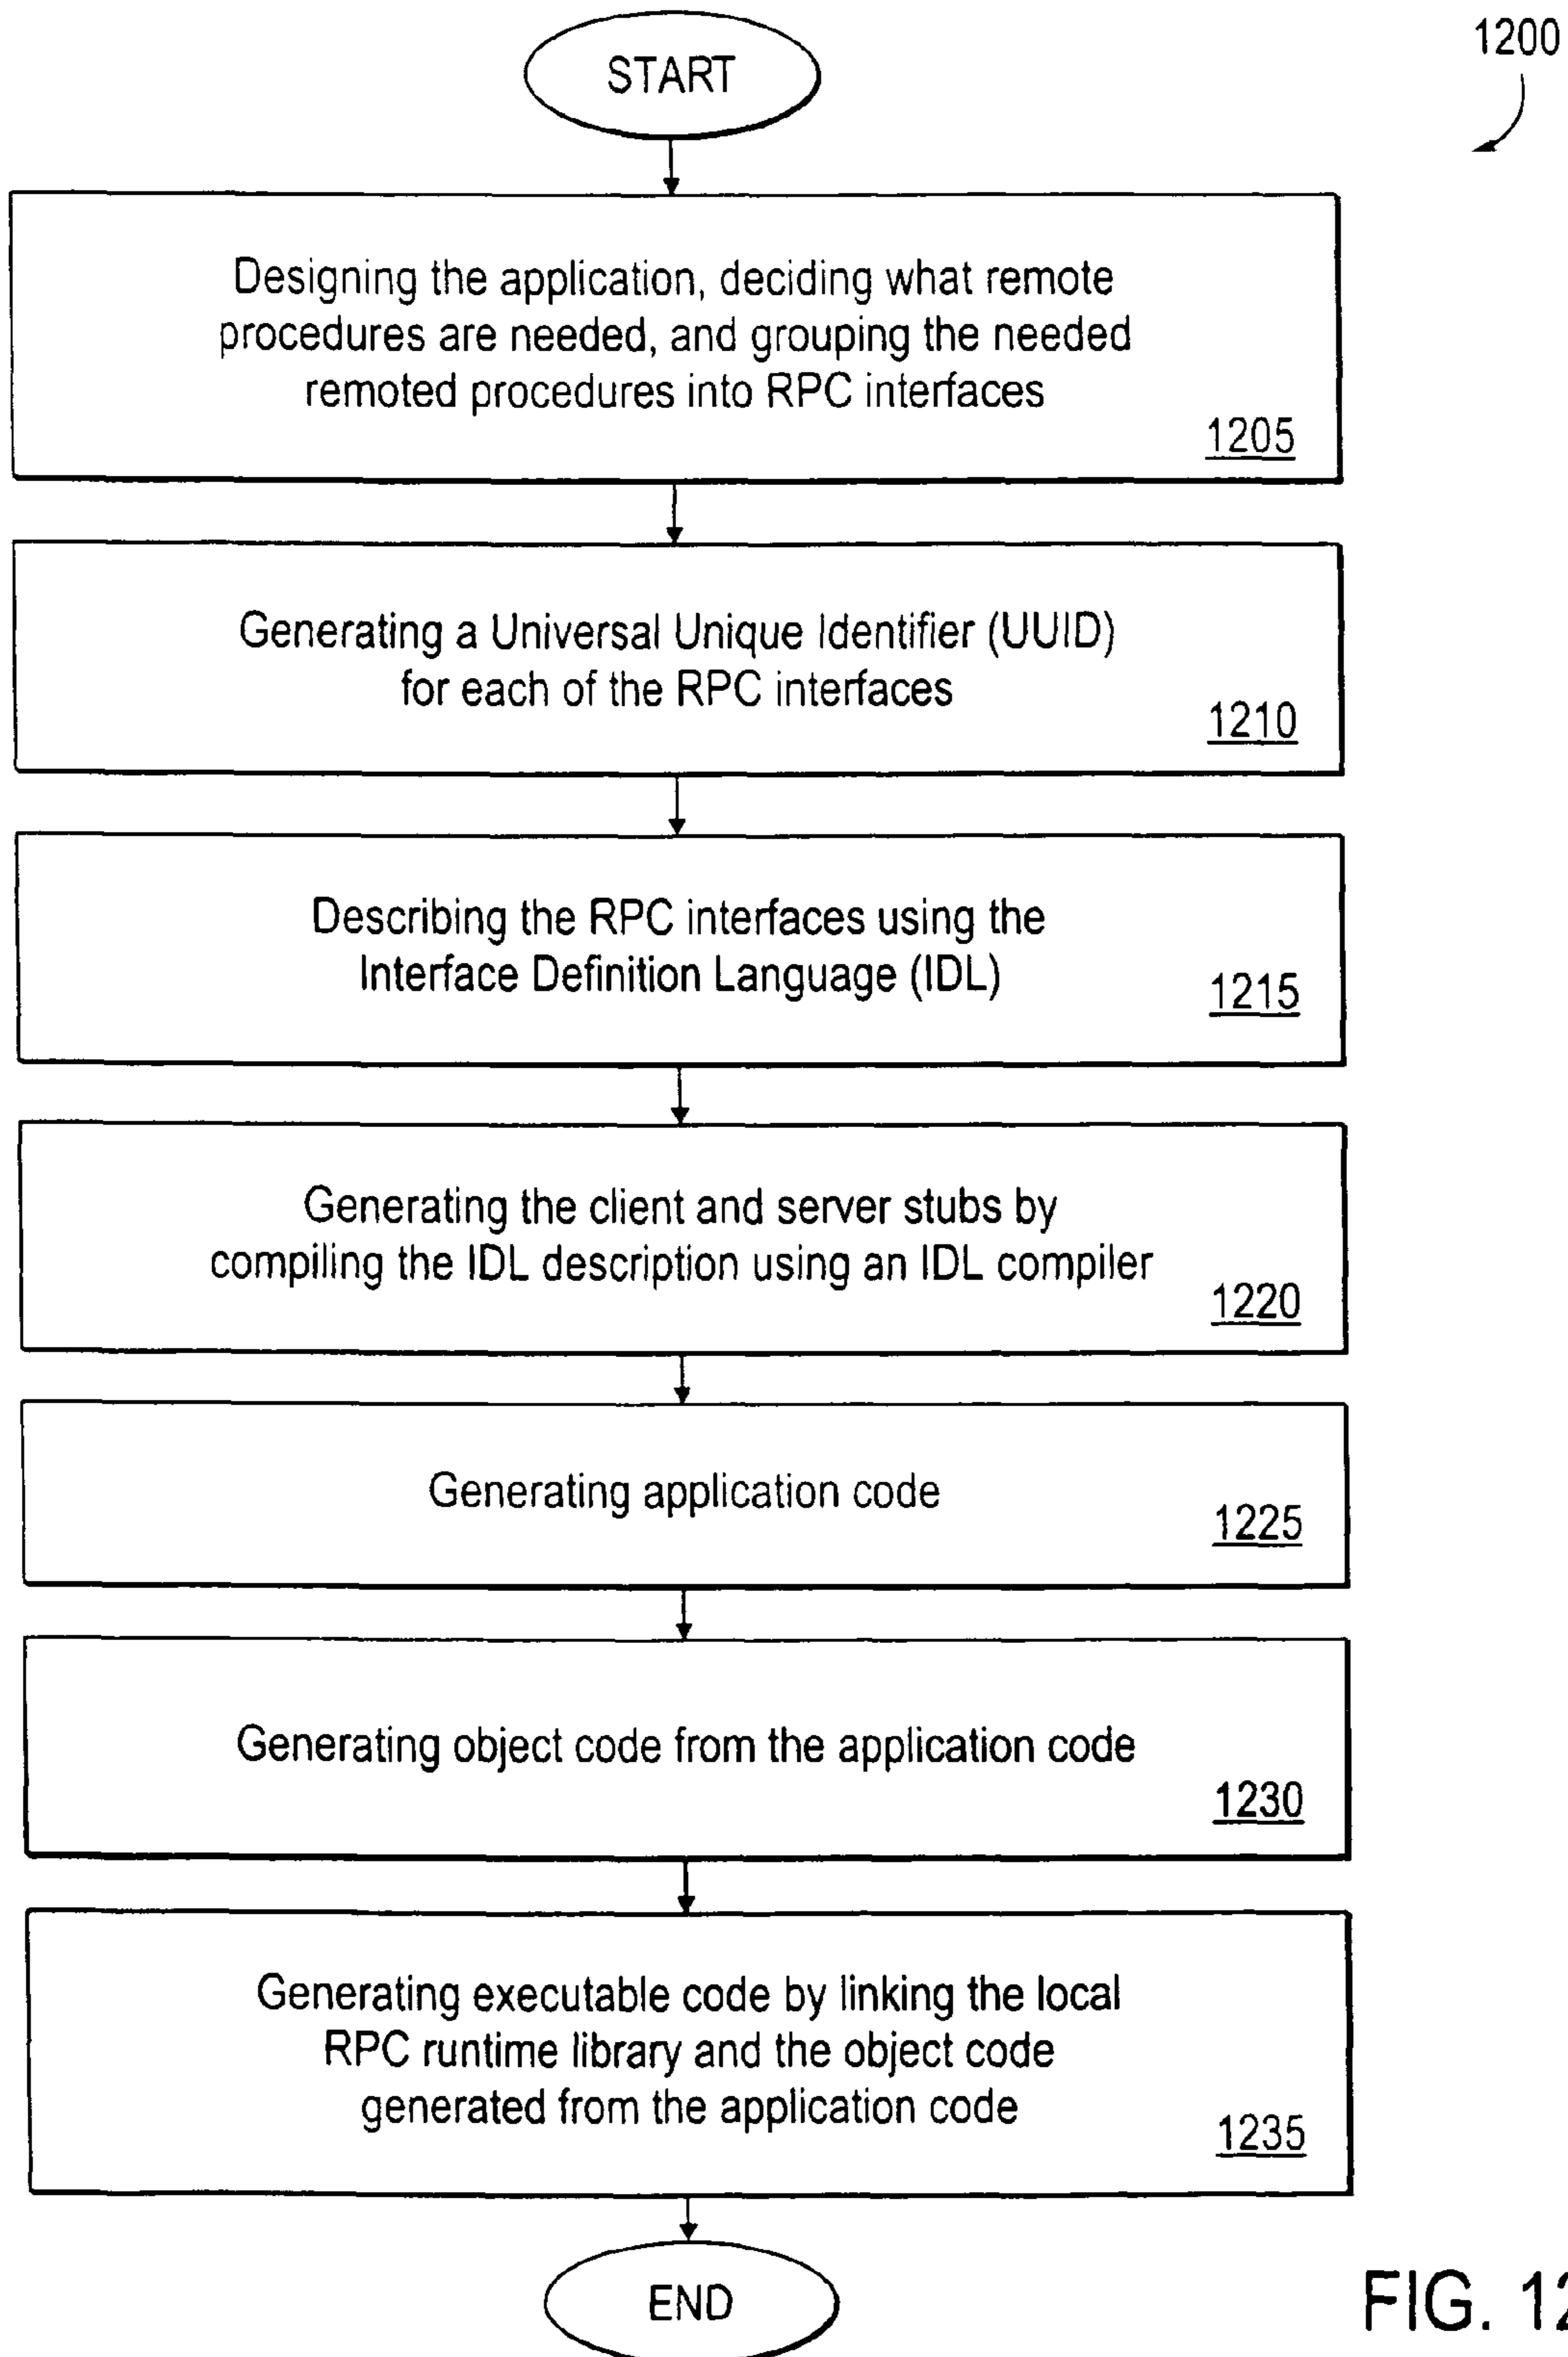 START
1200
Designing the application, deciding what remote
procedures are needed, and grouping the needed
remoted procedures into RPC interfaces
1205
Generating a Universal Unique Identifier (UUID)
for each of the RPC interfaces
1210
Describing the RPC interfaces using the
Interface Definition Language (IDL)
1215
Generating the client and server stubs by
compiling the IDL description using an IDL compiler
1220
Generating application code
1225
Generating object code from the application code
1230
Generating executable code by linking the local
RPC runtime library and the object code
generated from the application code
1235
END
FIG. 12